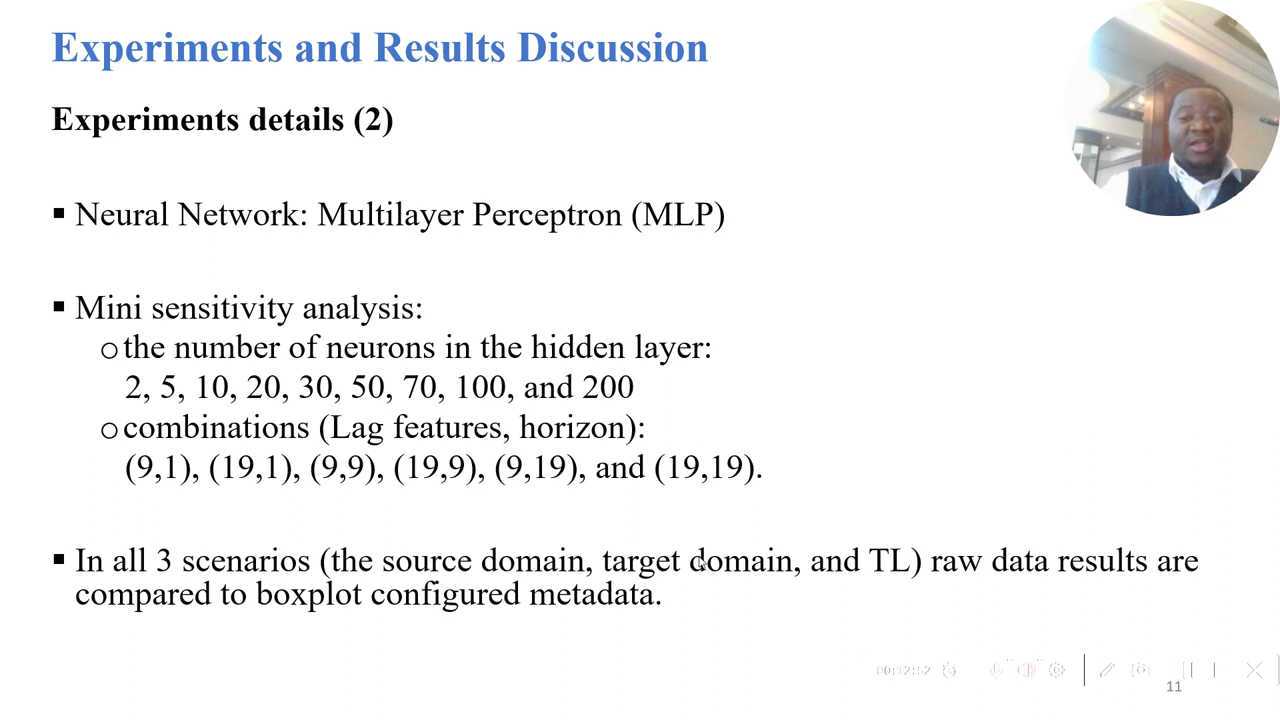 Experiments and Results Discussion
Experiments details (2)
▪ Neural Network: Multilayer Perceptron (MLP)
▪ Mini sensitivity analysis:
o the number of neurons in the hidden layer:
2, 5, 10, 20, 30, 50, 70, 100, and 200
o combinations (Lag features, horizon):
(9,1), (19,1), (9,9), (19,9), (9,19), and (19,19).
▪ In all 3 scenarios (the source domain, target domain, and TL) raw data results are
compared to boxplot configured metadata.
00:12:52
11